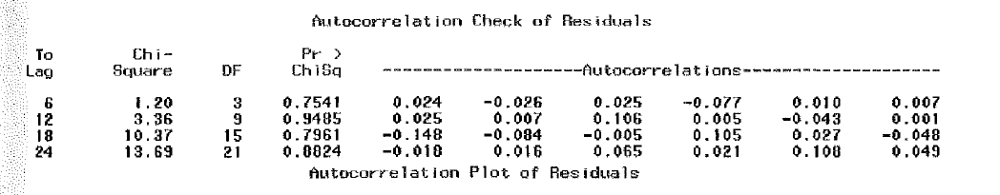 Autocorrelation Check of Residuals
To Chi- Pr >
Lag Square DF ChiSq --------------------Autocorrelations--------------------
6 1.20 3 0.7541 0.024 -0.026 0.025 -0.077 0.010 0.007
12 3.36 9 0.9485 0.025 0.007 0.106 0.005 -0.043 0.001
18 10.37 15 0.7961 -0.148 -0.084 -0.005 0.105 0.027 -0.048
24 13.69 21 0.8824 -0.018 0.016 0.065 0.021 0.108 0.049
Autocorrelation Plot of Residuals